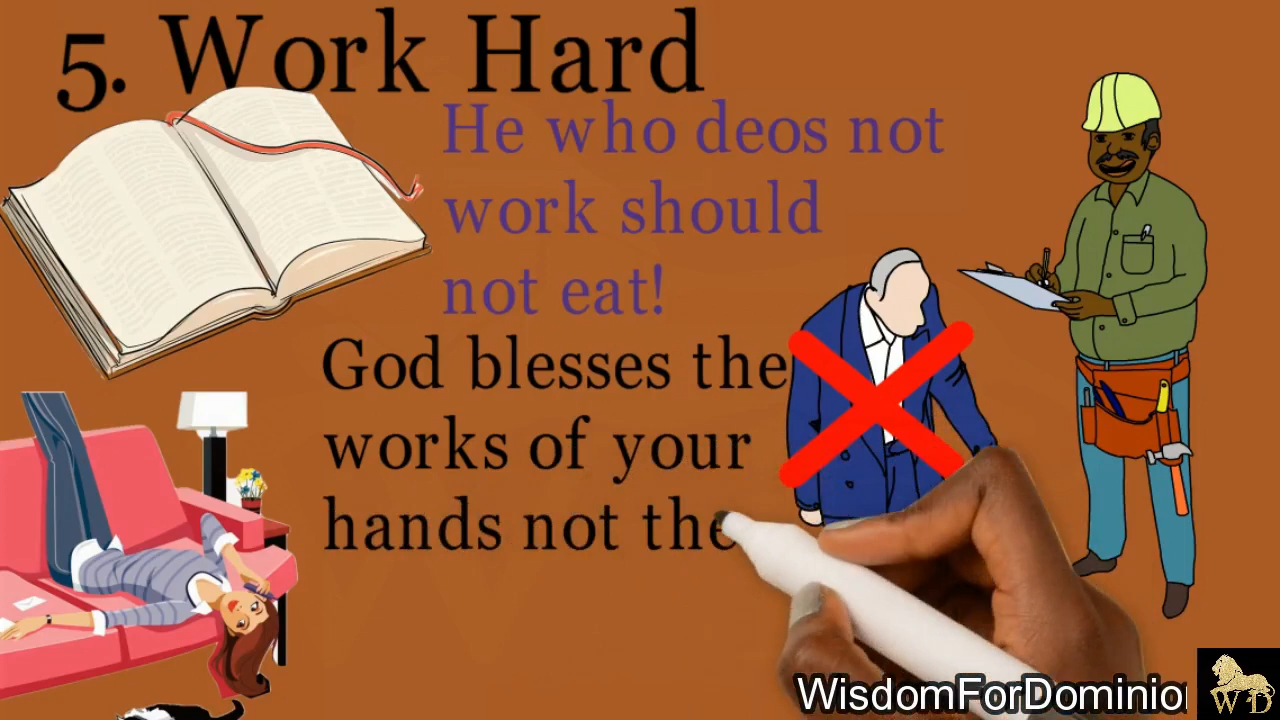 5. Work Hard
He who deos not
work should
not eat!
God blesses the
works of your
hands not the
WisdomForDominio
W D